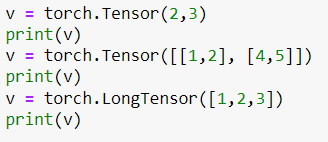 v = torch.Tensor(2,3)
print(v)
v = torch.Tensor([[1,2], [4,5]])
print(v)
v = torch.LongTensor([1,2,3])
print(v)